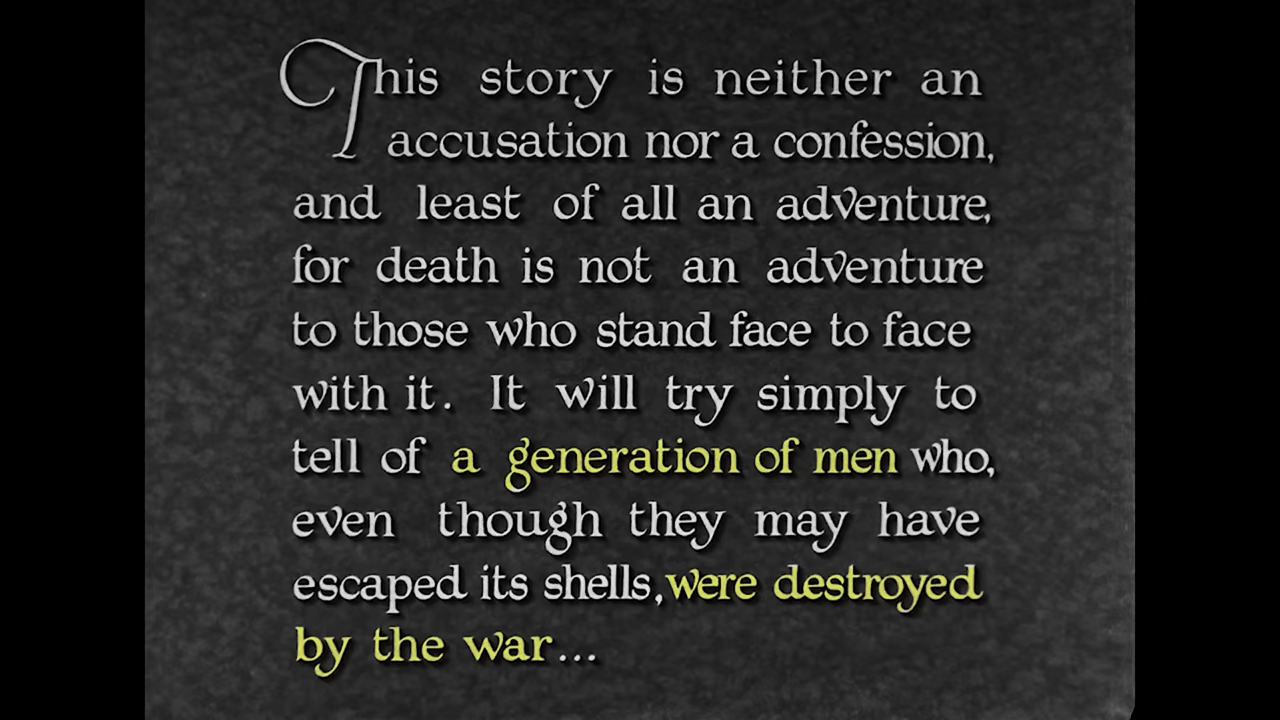 This story is neither an
accusation nor a confession,
and least of all an adventure,
for death is not an adventure
to those who stand face to face
with it. It will try simply to
tell of a generation of men who,
even though they may have
escaped its shells, were destroyed
by the war...